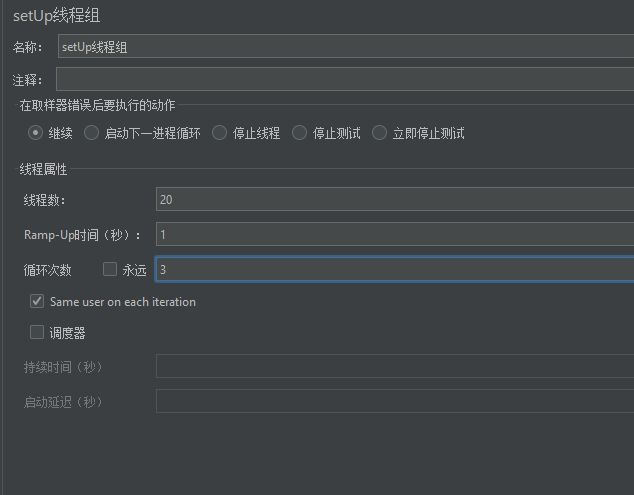 setUp线程组
名称： setUp线程组
注释：
在取样器错误后要执行的动作
继续 启动下一进程循环 停止线程 停止测试 立即停止测试
线程属性
线程数： 20
Ramp-Up时间（秒）： 1
循环次数 永远 3
Same user on each iteration
调度器
持续时间（秒）
启动延迟（秒）